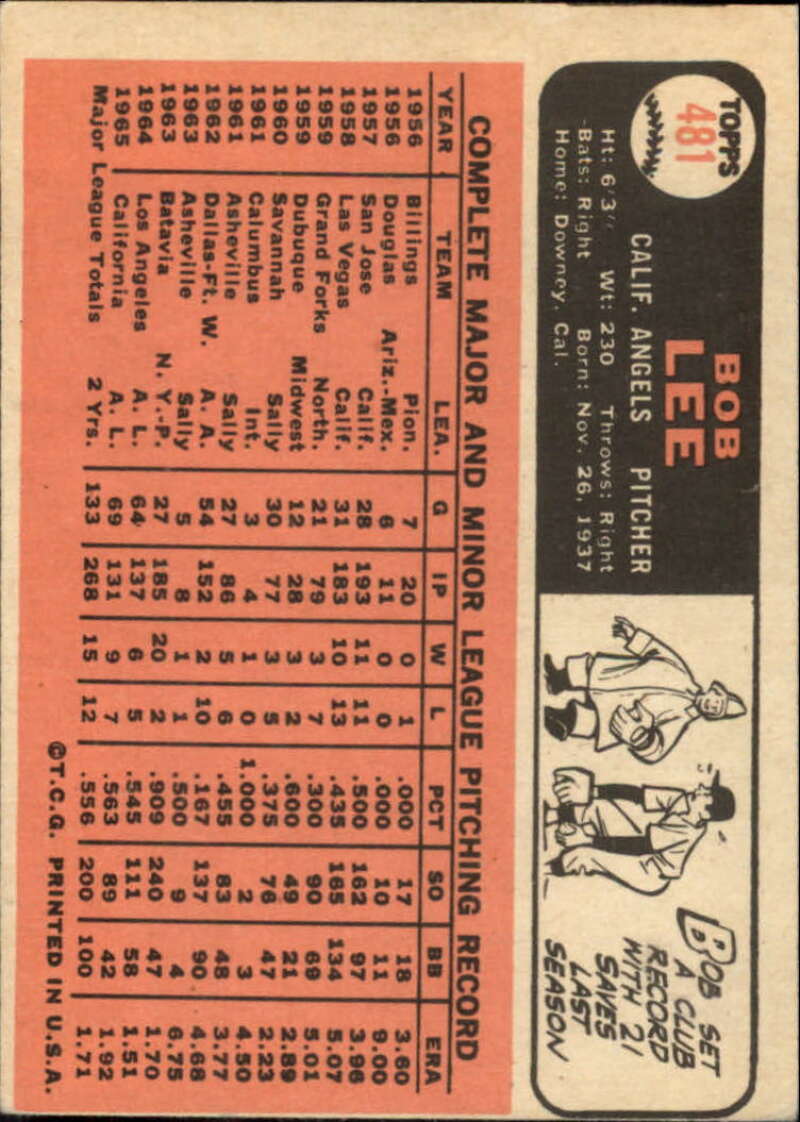 TOPPS
481
BOB
LEE
CALIF. ANGELS PITCHER
Ht: 6'3" Wt: 230 Throws: Right
Bats: Right Born: Nov. 26, 1937
Home: Downey, Cal.
BOB SET
A CLUB
RECORD
WITH 21
SAVES
LAST
SEASON
COMPLETE MAJOR AND MINOR LEAGUE PITCHING RECORD
YEAR TEAM LEA. G IP W L PCT SO BB ERA
1956 Billings Pion. 7 20 0 1 .000 17 18 3.60
1956 Douglas Ariz.-Mex. 6 11 0 0 .000 10 11 9.00
1957 San Jose Calif. 28 193 11 11 .500 162 97 3.96
1958 Las Vegas Calif. 31 183 10 13 .435 165 134 5.07
1959 Grand Forks North. 21 79 3 7 .300 90 69 5.01
1959 Dubuque Midwest 12 28 3 2 .600 49 21 2.89
1960 Savannah Sally 30 77 3 5 .375 76 47 2.23
1961 Calumbus Int. 3 4 1 0 1.000 2 3 4.50
1961 Asheville Sally 27 86 5 6 .455 83 48 3.77
1962 Dallas-Ft. W. A. A. 54 152 2 10 .167 137 90 4.68
1963 Asheville Sally 5 8 1 1 .500 9 4 6.75
1963 Batavia N. Y.-P. 27 185 20 2 .909 240 47 1.70
1964 Los Angeles A. L. 64 137 6 5 .545 111 58 1.51
1965 California A. L. 69 131 9 7 .563 89 42 1.92
Major League Totals 2 Yrs. 133 268 15 12 .556 200 100 1.71
©T.C.G. PRINTED IN U.S.A.